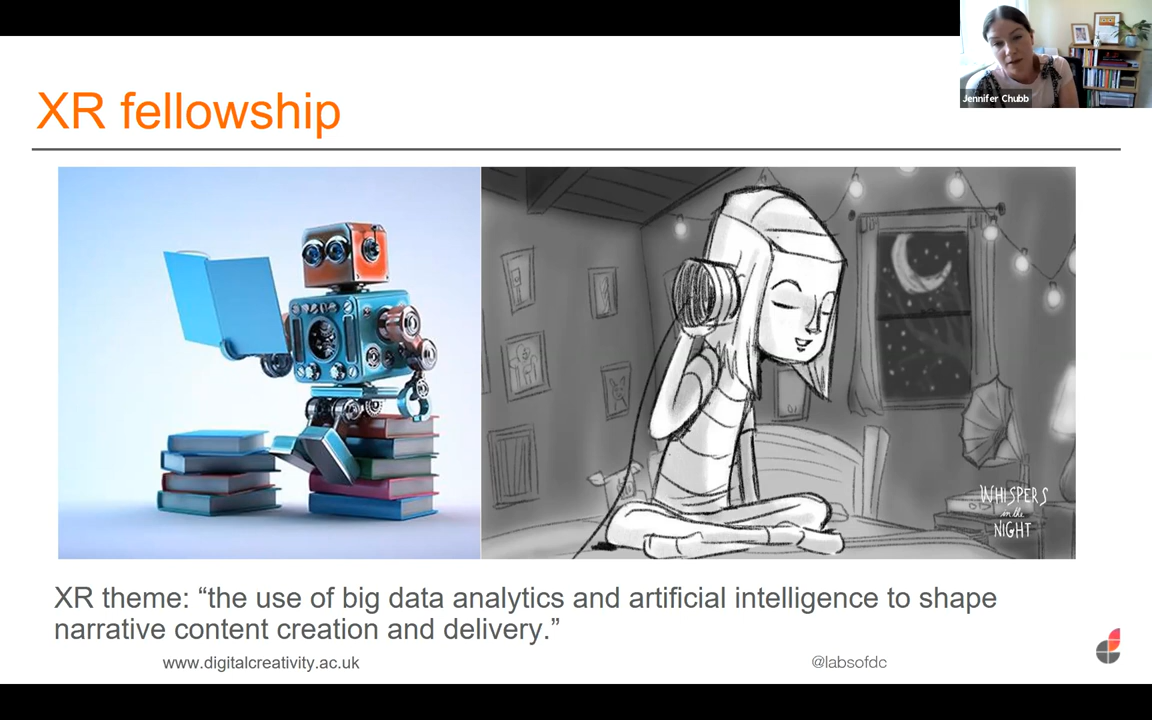 Jennifer Chubb
XR fellowship
WHISPERS
in the
NIGHT
XR theme: “the use of big data analytics and artificial intelligence to shape
narrative content creation and delivery.”
www.digitalcreativity.ac.uk
@labsofdc